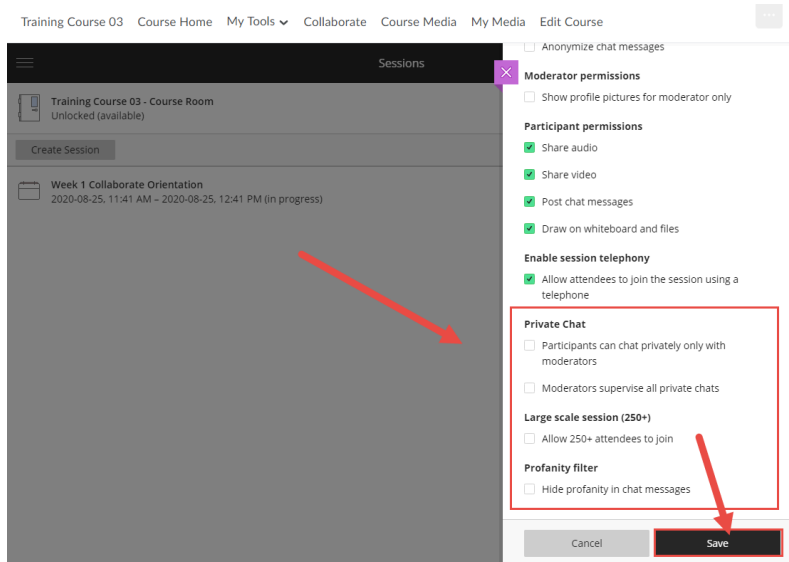 Training Course 03 Course Home My Tools Collaborate Course Media My Media Edit Course
Sessions
Training Course 03 - Course Room
Unlocked (available)
Create Session
Week 1 Collaborate Orientation
2020-08-25, 11:41 AM – 2020-08-25, 12:41 PM (in progress)
Anonymize chat messages
Moderator permissions
Show profile pictures for moderator only
Participant permissions
Share audio
Share video
Post chat messages
Draw on whiteboard and files
Enable session telephony
Allow attendees to join the session using a
telephone
Private Chat
Participants can chat privately only with
moderators
Moderators supervise all private chats
Large scale session (250+)
Allow 250+ attendees to join
Profanity filter
Hide profanity in chat messages
Cancel Save